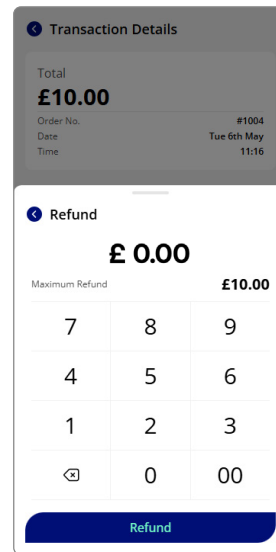 Transaction Details
Total
£10.00
Order No. #1004
Date Tue 6th May
Time 11:16
Refund
£ 0.00
Maximum Refund £10.00
7 8 9
4 5 6
1 2 3
0 00
Refund